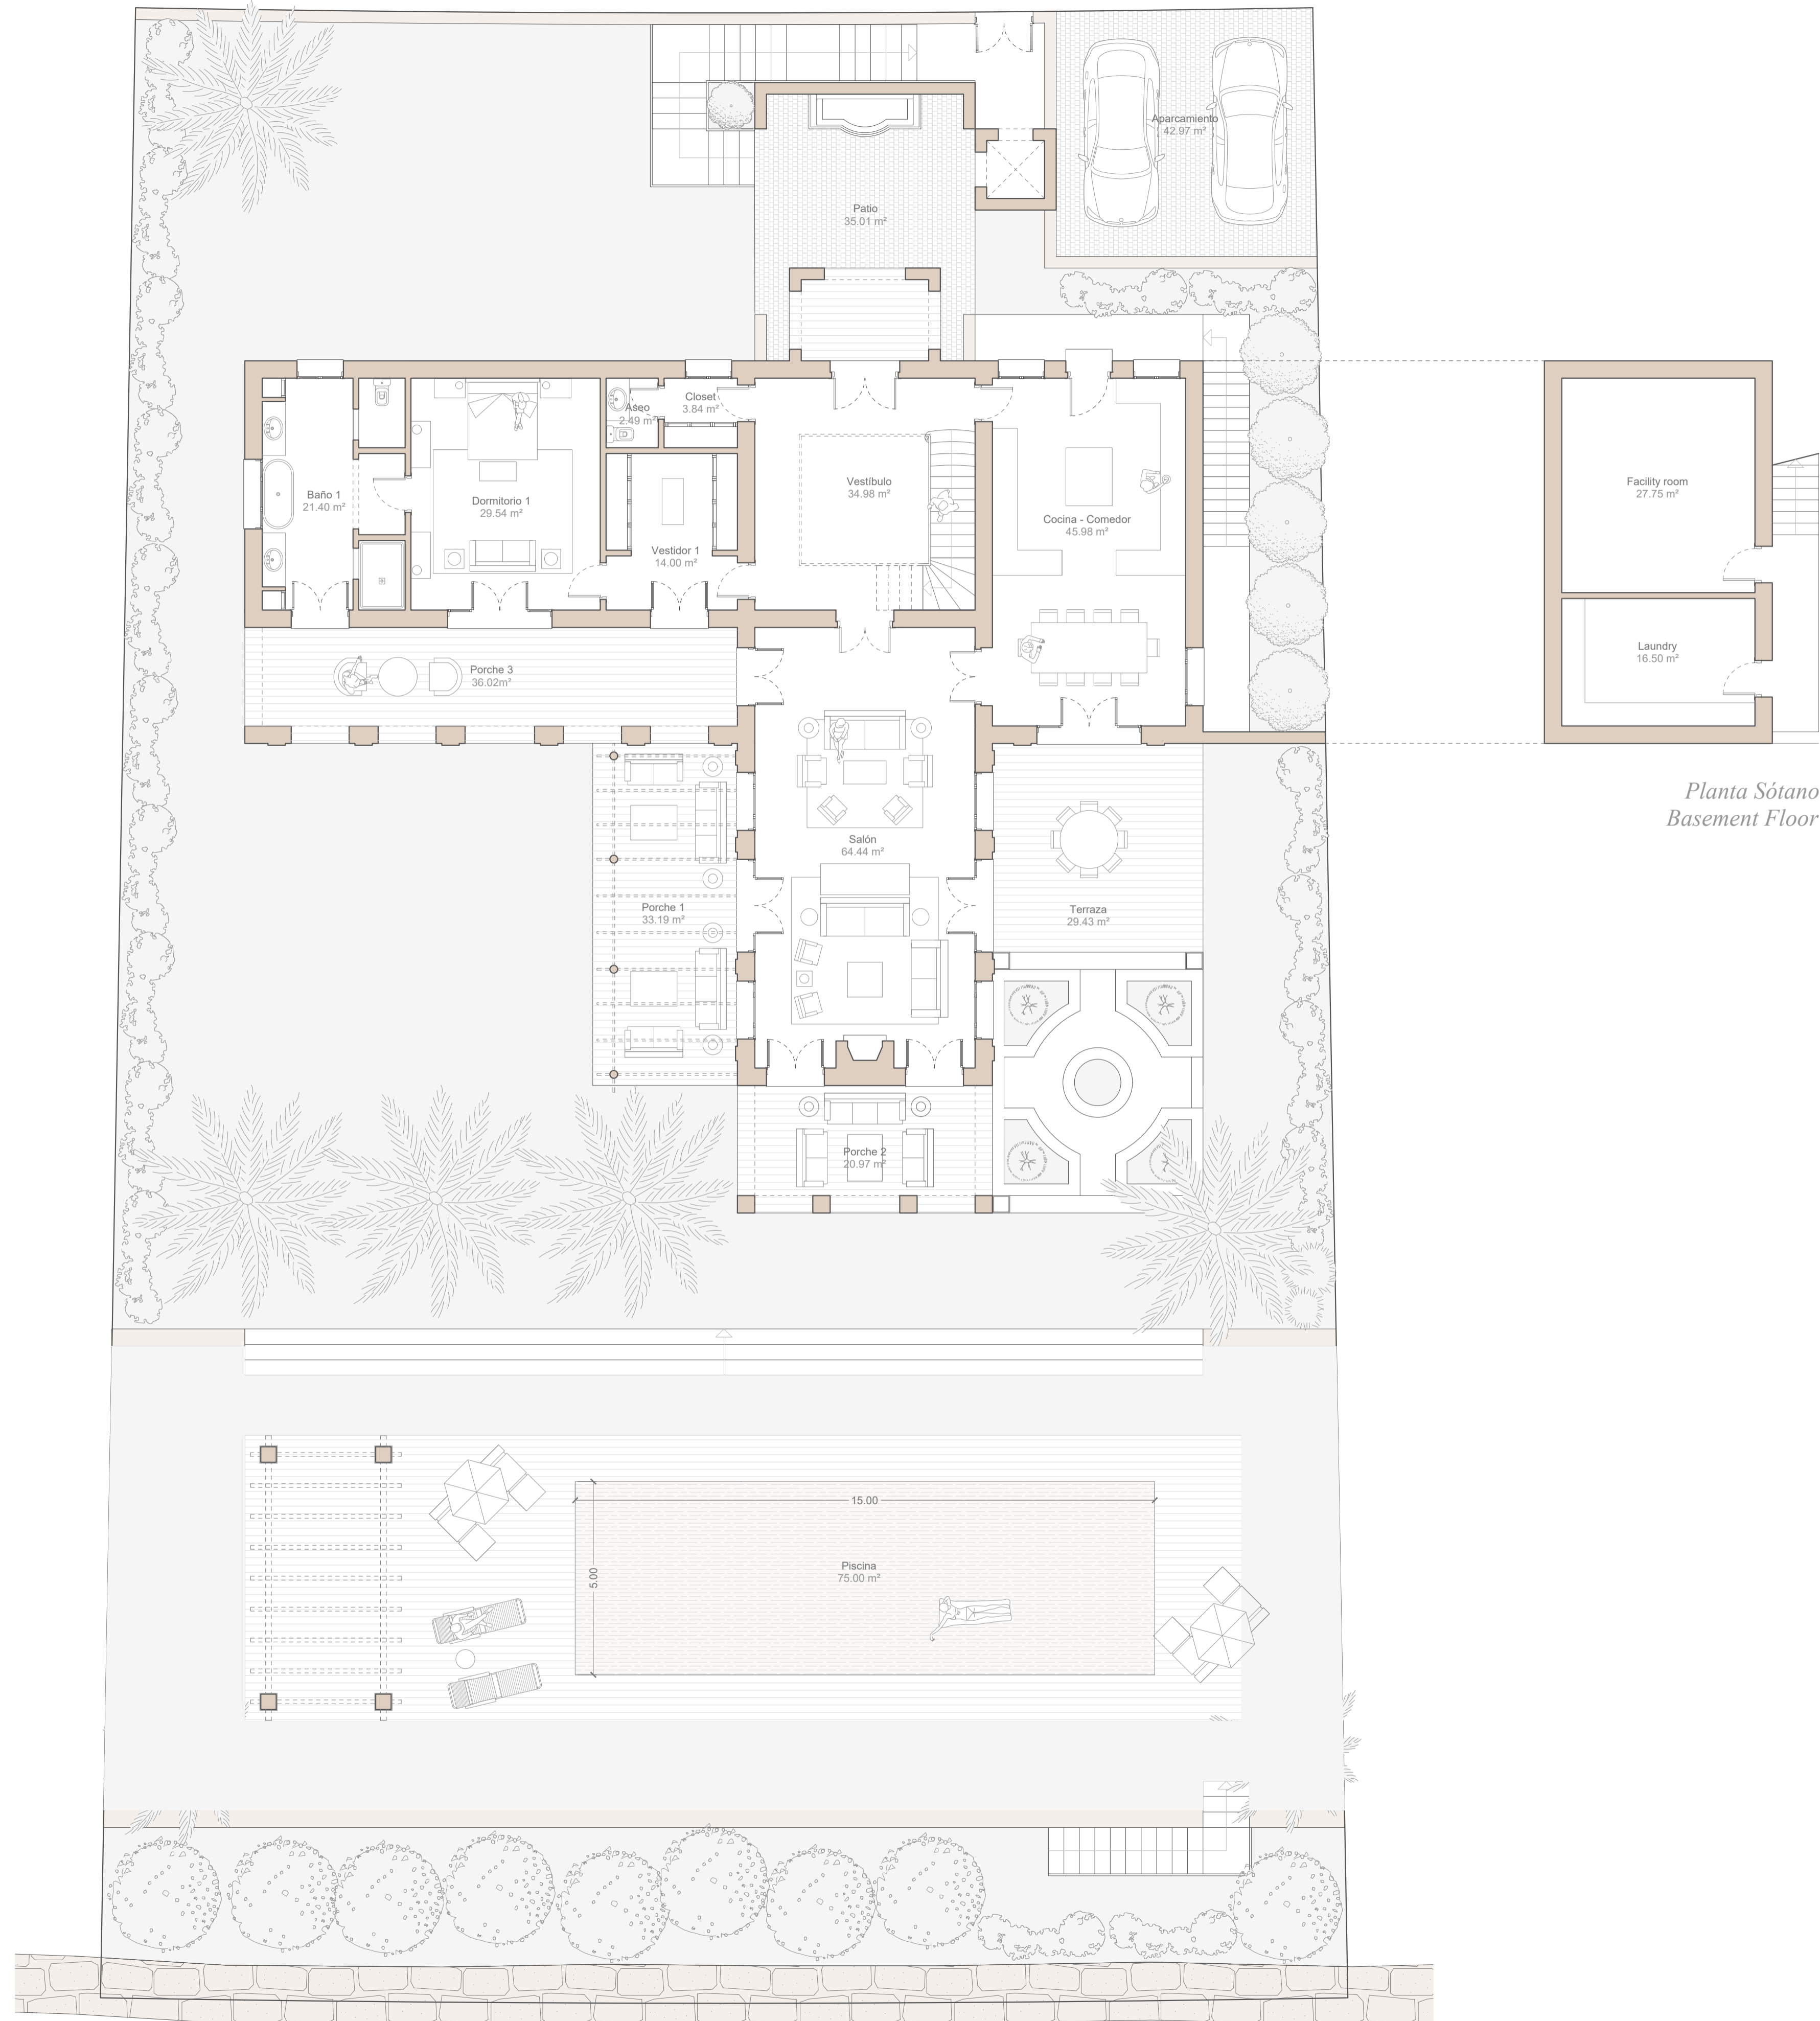 Aparcamiento
42.97 m²
Patio
35.01 m²
Aseo
2.49 m²
Closet
3.84 m²
Baño 1
21.40 m²
Dormitorio 1
29.54 m²
Vestíbulo
34.98 m²
Cocina - Comedor
45.98 m²
Vestidor 1
14.00 m²
Facility room
27.75 m²
Laundry
16.50 m²
Porche 3
36.02m²
Planta Sótano
Basement Floor
Salón
64.44 m²
Porche 1
33.19 m²
Terraza
29.43 m²
Porche 2
20.97 m²
15.00
5.00
Piscina
75.00 m²